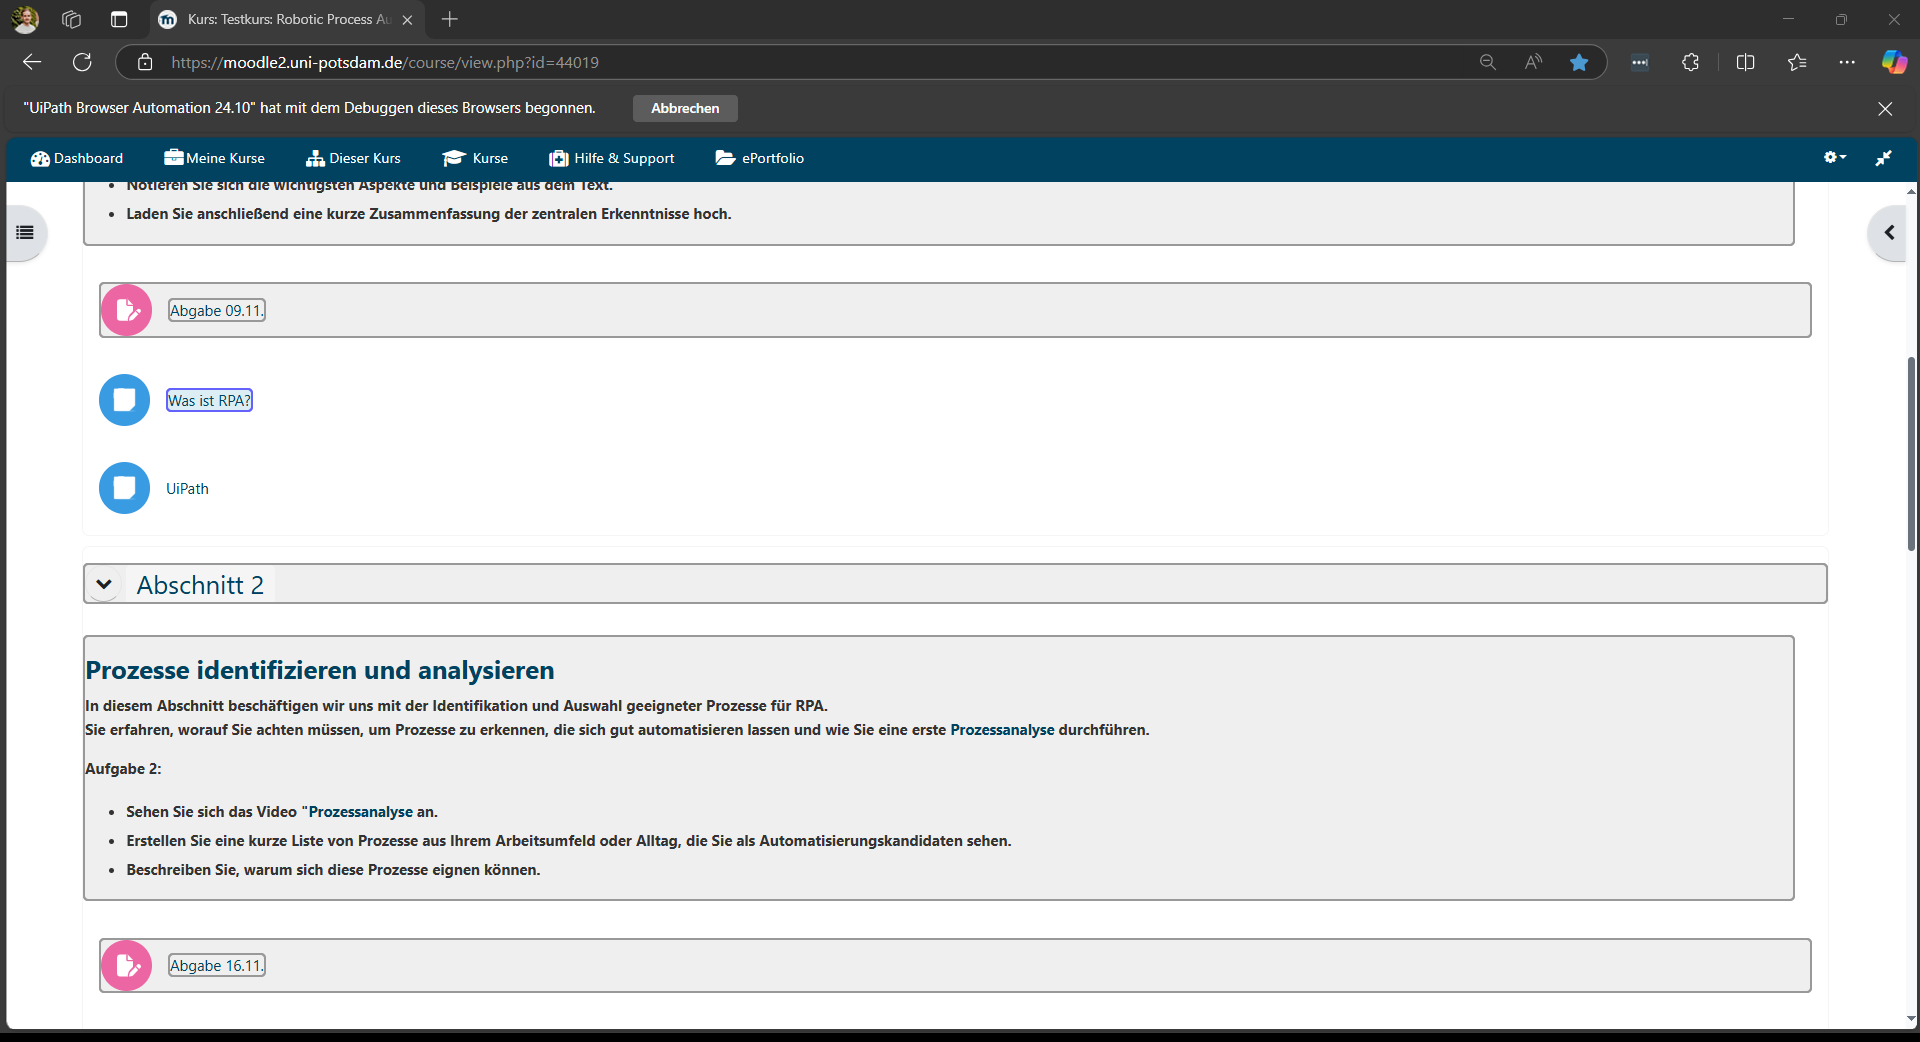 Kurs: Testkurs: Robotic Process Au
https://moodle2.uni-potsdam.de/course/view.php?id=44019
"UiPath Browser Automation 24.10" hat mit dem Debuggen dieses Browsers begonnen.
Abbrechen
Dashboard
Meine Kurse
Dieser Kurs
Kurse
Hilfe & Support
ePortfolio
Notieren Sie sich die wichtigsten Aspekte und Beispiele aus dem Text.
Laden Sie anschließend eine kurze Zusammenfassung der zentralen Erkenntnisse hoch.
Abgabe 09.11.
Was ist RPA?
UiPath
Abschnitt 2
Prozesse identifizieren und analysieren
In diesem Abschnitt beschäftigen wir uns mit der Identifikation und Auswahl geeigneter Prozesse für RPA.
Sie erfahren, worauf Sie achten müssen, um Prozesse zu erkennen, die sich gut automatisieren lassen und wie Sie eine erste Prozessanalyse durchführen.
Aufgabe 2:
Sehen Sie sich das Video "Prozessanalyse an.
Erstellen Sie eine kurze Liste von Prozesse aus Ihrem Arbeitsumfeld oder Alltag, die Sie als Automatisierungskandidaten sehen.
Beschreiben Sie, warum sich diese Prozesse eignen können.
Abgabe 16.11.